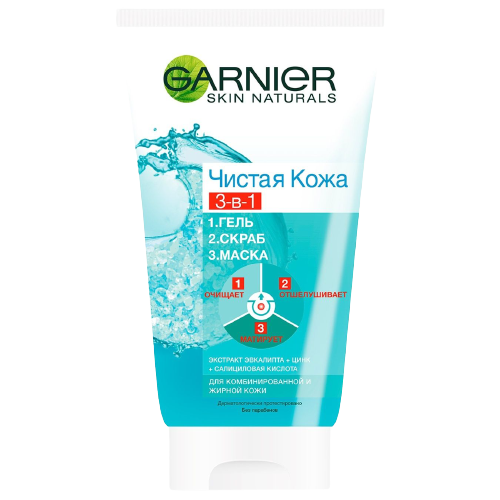 GARNIER
SKIN NATURALS
Чистая Кожа
3-в-1
1.ГЕЛЬ
2.СКРАБ
3.МАСКА
1
ОЧИЩАЕТ
2
ОТШЕЛУШИВАЕТ
3
МАТИРУЕТ
ЭКСТРАКТ ЭВКАЛИПТА + ЦИНК
+ САЛИЦИЛОВАЯ КИСЛОТА
ДЛЯ КОМБИНИРОВАННОЙ И
ЖИРНОЙ КОЖИ
Дерматологически протестировано
Без парабенов